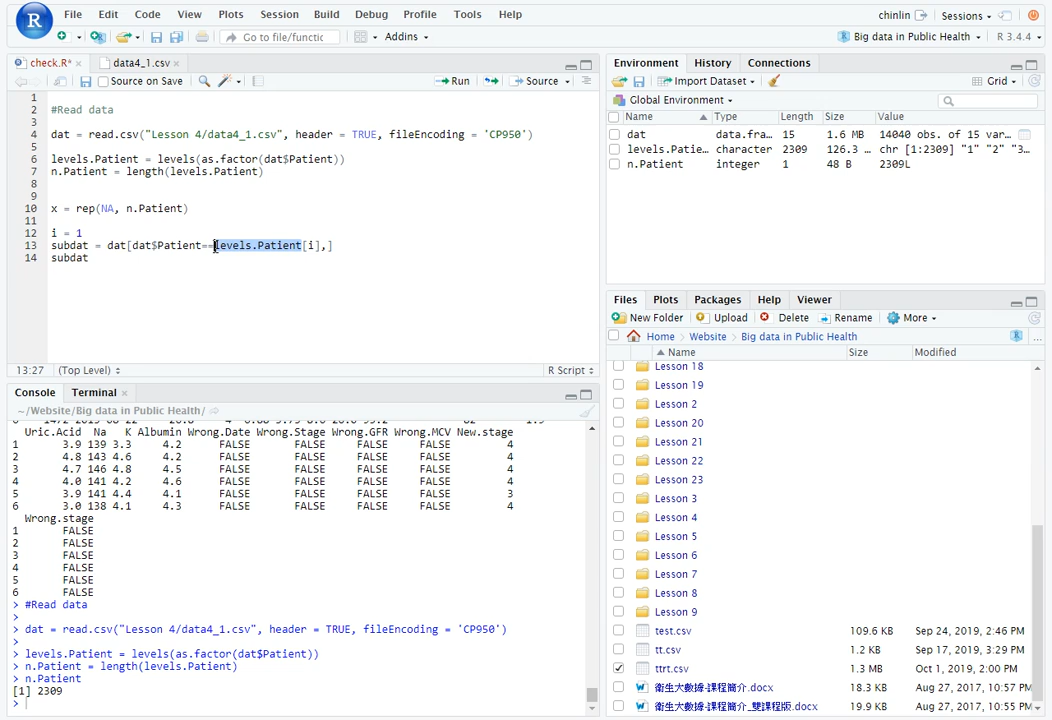 File Edit Code View Plots Session Build Debug Profile Tools Help
chinlin Sessions
Go to file/functic Addins
Big data in Public Health R 3.4.4
check.R* × data4_1.csv ×
Source on Save Run Source
1
2 #Read data
3
4 dat = read.csv("Lesson 4/data4_1.csv", header = TRUE, fileEncoding = 'CP950')
5
6 levels.Patient = levels(as.factor(dat$Patient))
7 n.Patient = length(levels.Patient)
8
9
10 x = rep(NA, n.Patient)
11
12 i = 1
13 subdat = dat[dat$Patient==levels.Patient[i],]
14 subdat
13:27 (Top Level) R Script
Console Terminal ×
~/Website/Big data in Public Health/
Uric.Acid Na K Albumin Wrong.Date Wrong.Stage Wrong.GFR Wrong.MCV New.stage
1 3.9 139 3.3 4.2 FALSE FALSE FALSE FALSE 4
2 4.8 143 4.6 4.2 FALSE FALSE FALSE FALSE 4
3 4.7 146 4.8 4.5 FALSE FALSE FALSE FALSE 4
4 4.0 141 4.2 4.6 FALSE FALSE FALSE FALSE 4
5 3.9 141 4.4 4.1 FALSE FALSE FALSE FALSE 3
6 3.0 138 4.1 4.3 FALSE FALSE FALSE FALSE 4
Wrong.stage
1 FALSE
2 FALSE
3 FALSE
4 FALSE
5 FALSE
6 FALSE
> #Read data
>
> dat = read.csv("Lesson 4/data4_1.csv", header = TRUE, fileEncoding = 'CP950')
>
> levels.Patient = levels(as.factor(dat$Patient))
> n.Patient = length(levels.Patient)
> n.Patient
[1] 2309
>
Environment History Connections
Import Dataset Grid
Global Environment
Name Type Length Size Value
dat data.fra... 15 1.6 MB 14040 obs. of 15 var...
levels.Patie... character 2309 126.3 ... chr [1:2309] "1" "2" "3...
n.Patient integer 1 48 B 2309L
Files Plots Packages Help Viewer
New Folder Upload Delete Rename More
Home Website Big data in Public Health ...
Name Size Modified
Lesson 18
Lesson 19
Lesson 2
Lesson 20
Lesson 21
Lesson 22
Lesson 23
Lesson 3
Lesson 4
Lesson 5
Lesson 6
Lesson 7
Lesson 8
Lesson 9
test.csv 109.6 KB Sep 24, 2019, 2:46 PM
tt.csv 1.2 KB Sep 17, 2019, 3:29 PM
ttrt.csv 1.3 MB Oct 1, 2019, 2:00 PM
衛生大數據-課程簡介.docx 18.3 KB Aug 27, 2017, 10:57 PM
衛生大數據-課程簡介_雙課程版.docx 19.9 KB Aug 27, 2017, 10:55 PM